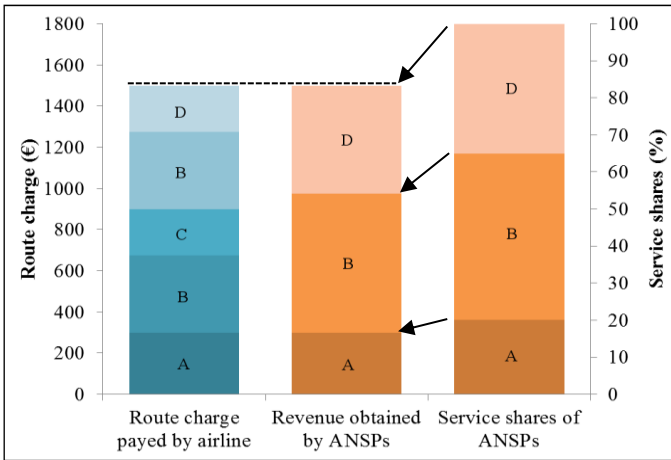 Route charge (€)
1800
1600
1400
1200
1000
800
600
400
200
0
D
B
C
B
A
D
B
A
D
B
A
100
90
80
70
60
50
40
30
20
10
0
Service shares (%)
Route charge
payed by airline
Revenue obtained
by ANSPs
Service shares of
ANSPs